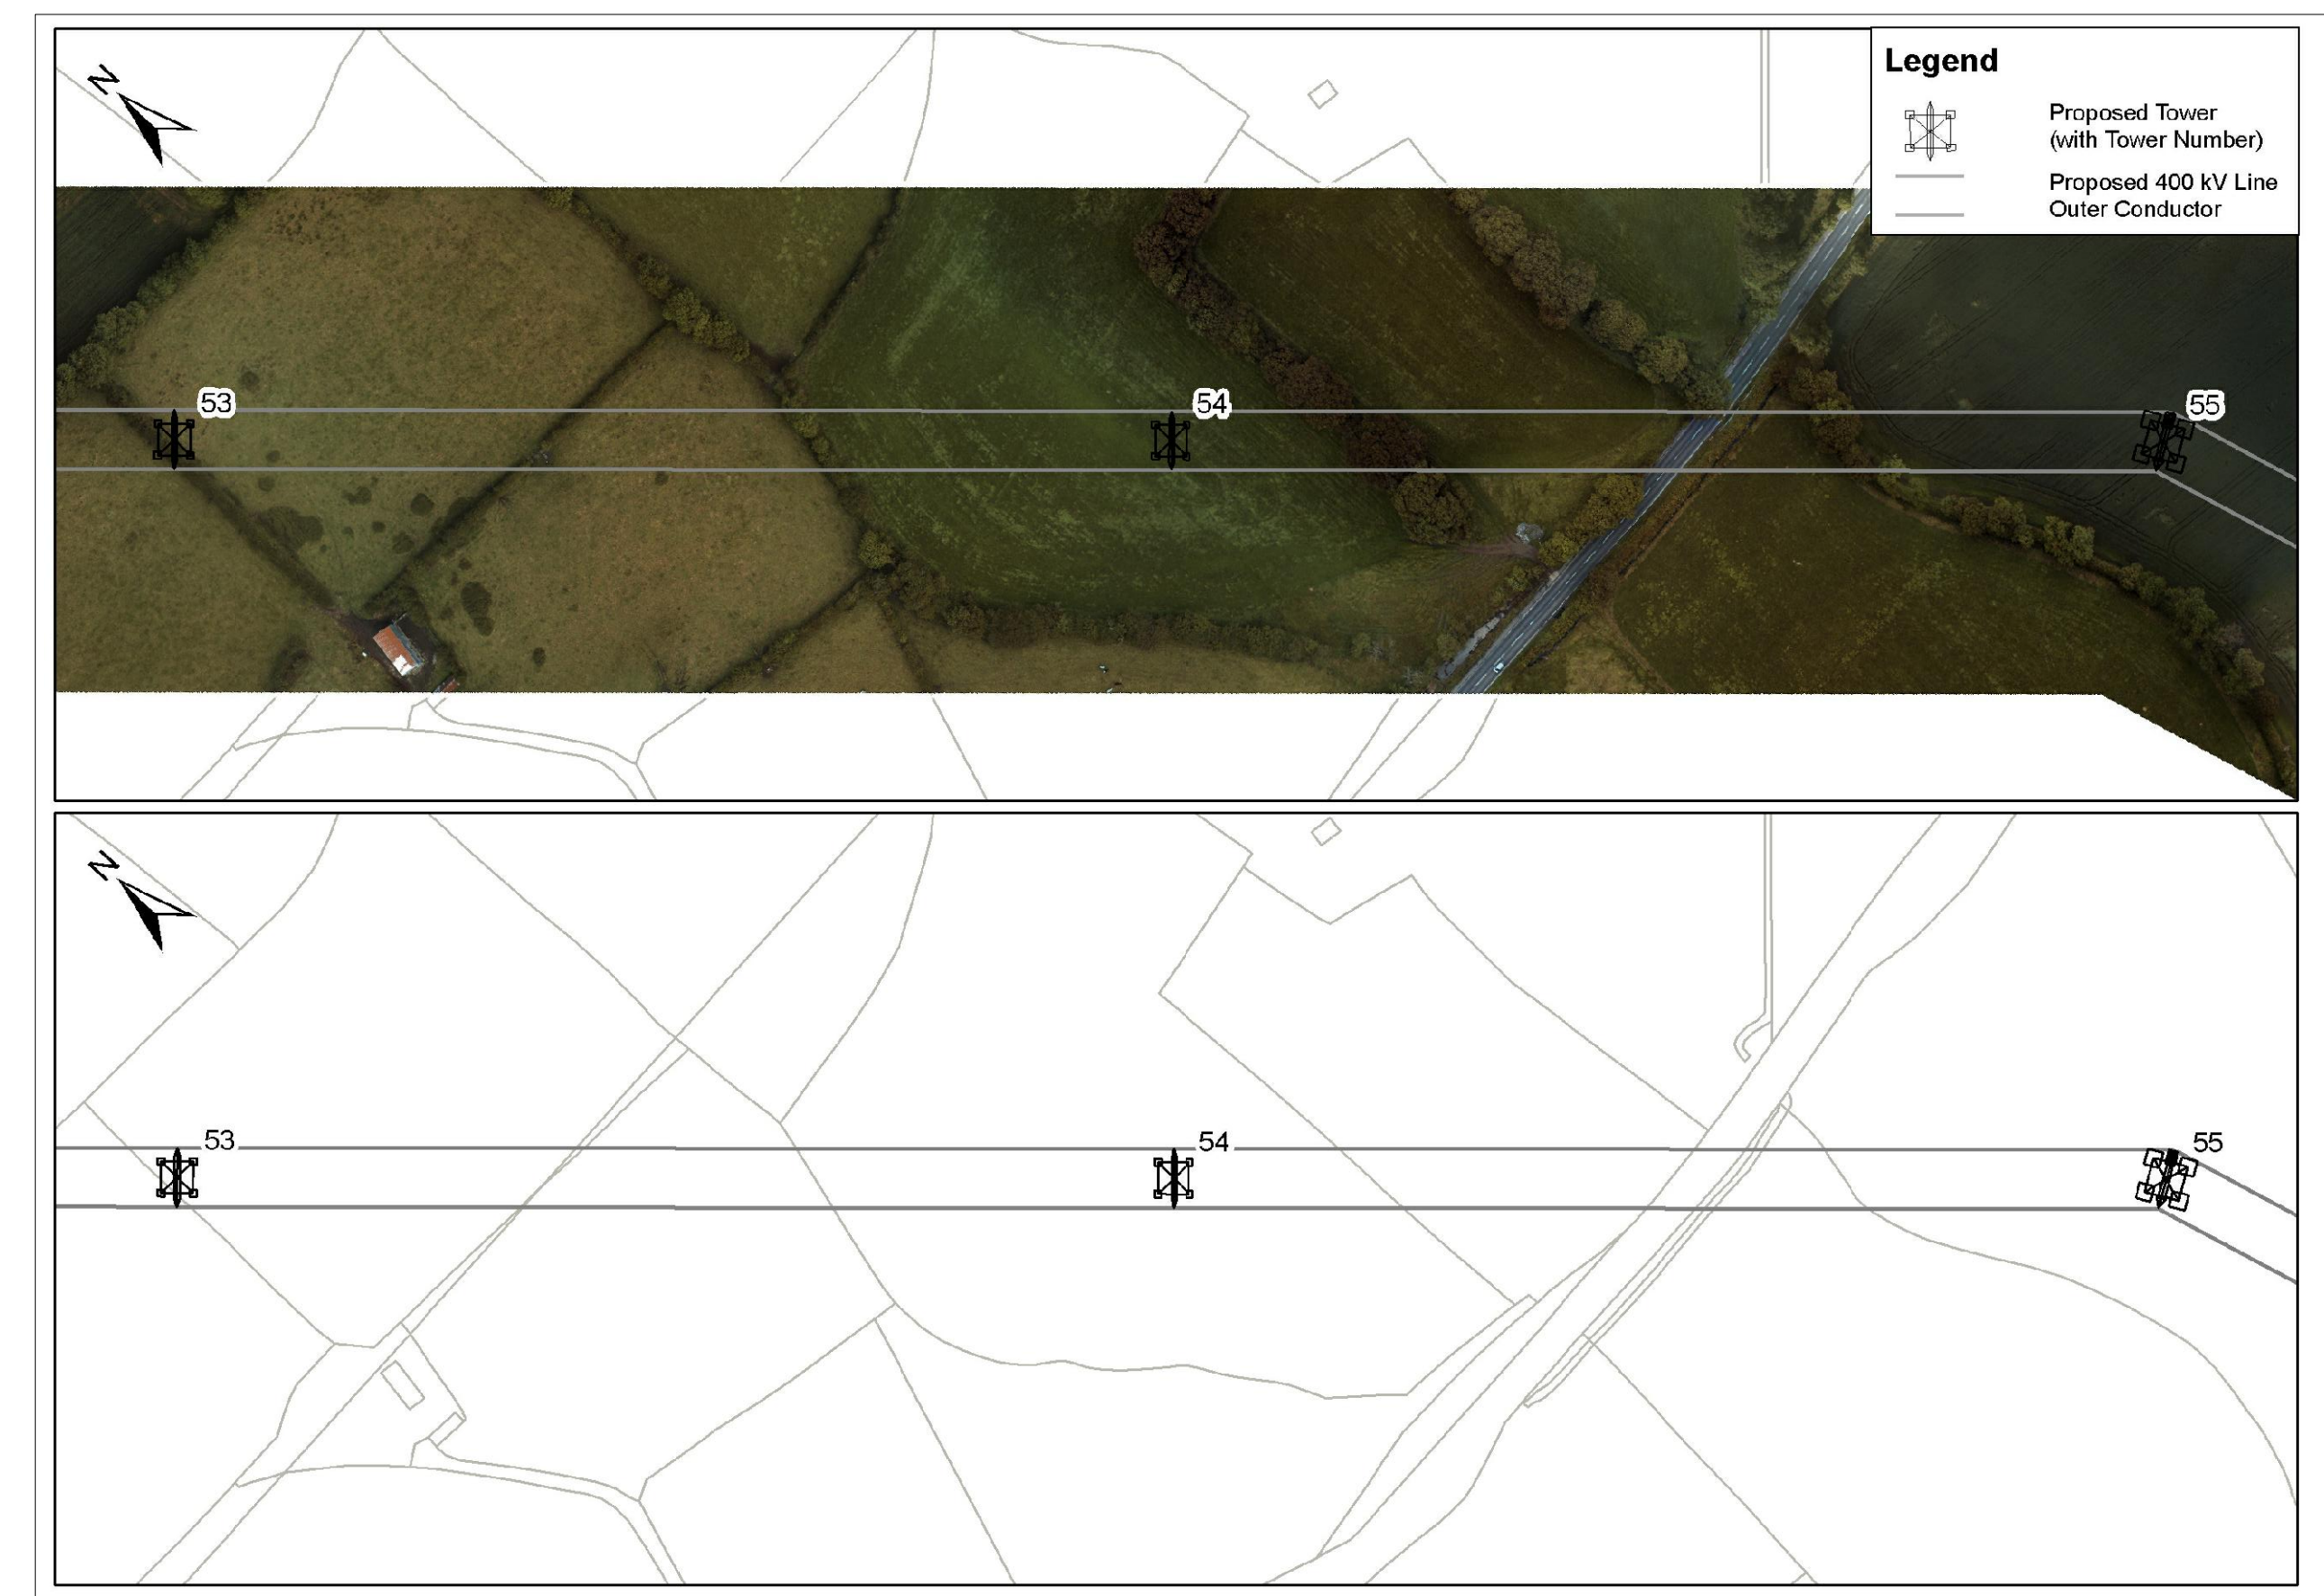 N
Legend
Proposed Tower
(with Tower Number)
Proposed 400 kV Line
Outer Conductor
53
54
55
N
53
54
55